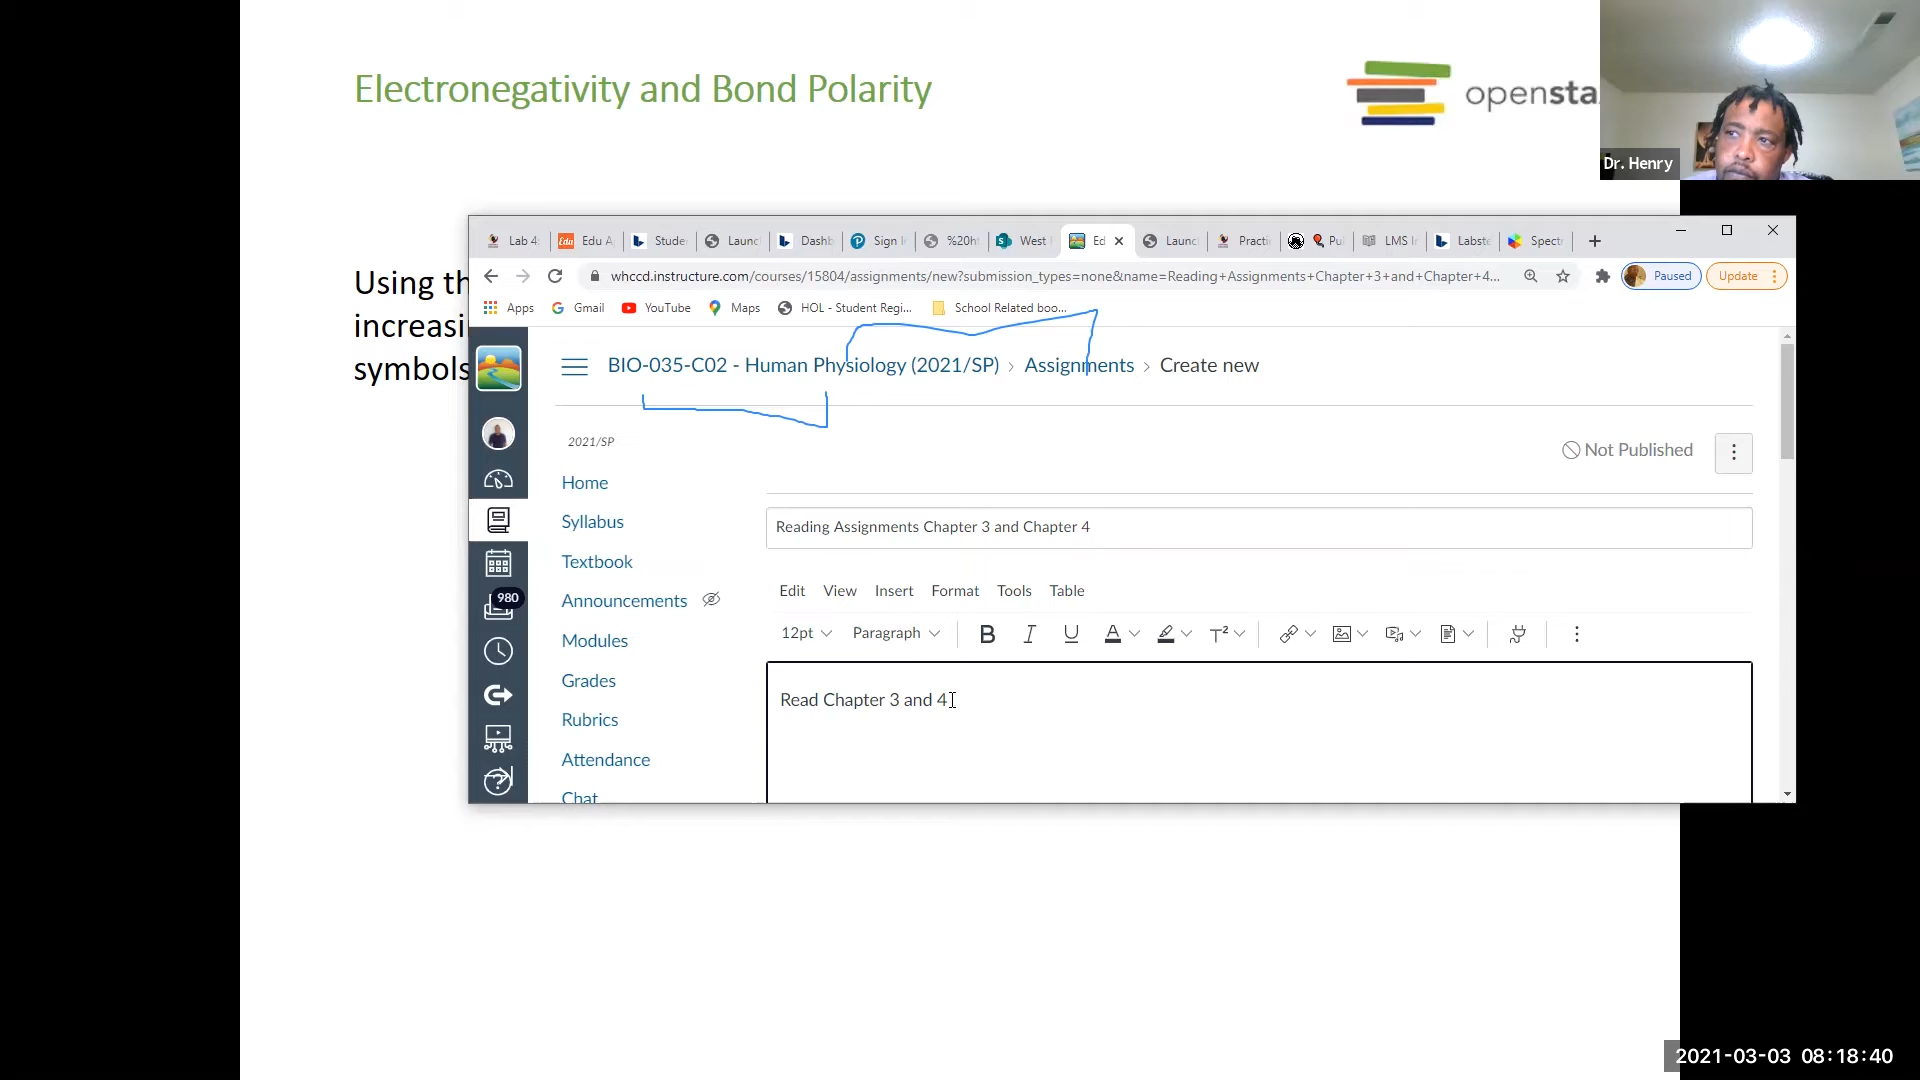 Electronegativity and Bond Polarity
opensta
Dr. Henry
Using th
increasi
symbols
Lab 4:
Edu A
Stude
Launc
Dashb
Sign I
%20h
West
Ed
Launc
Practi
Pu
LMS I
Labste
Spect
whccd.instructure.com/courses/15804/assignments/new?submission_types=none&name=Reading+Assignments+Chapter+3+and+Chapter+4...
Paused
Update
Apps
Gmail
YouTube
Maps
HOL - Student Regi...
School Related boo...
BIO-035-C02 - Human Physiology (2021/SP) › Assignments › Create new
2021/SP
Not Published
Home
Syllabus
Textbook
Announcements
Modules
Grades
Rubrics
Attendance
Chat
980
Reading Assignments Chapter 3 and Chapter 4
Edit View Insert Format Tools Table
12pt Paragraph B I U A T²
Read Chapter 3 and 4
2021-03-03 08:18:40